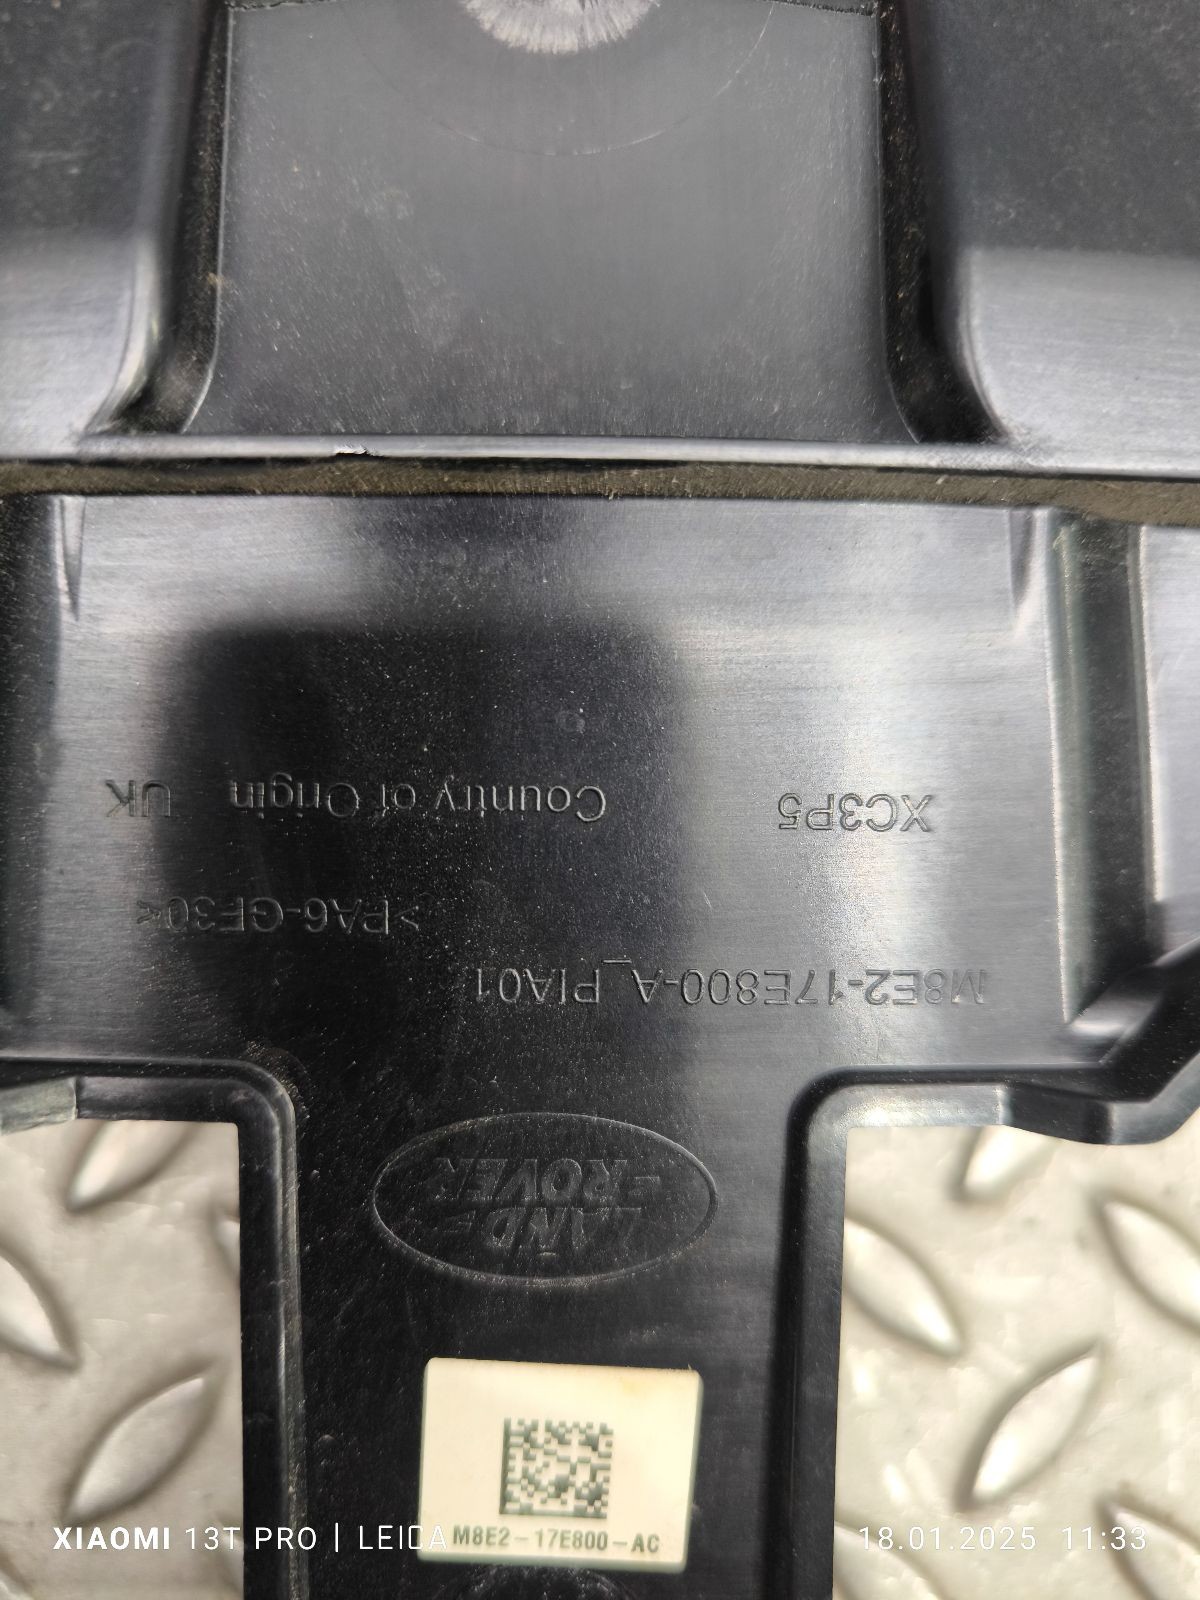 XC3P5 Country of Origin UK
>PA6-GF30<
M8E2-17E800-A_PIA01
LAND-
-ROVER
M8E2-17E800-AC
XIAOMI 13T PRO | LEICA
18.01.2025 11:33